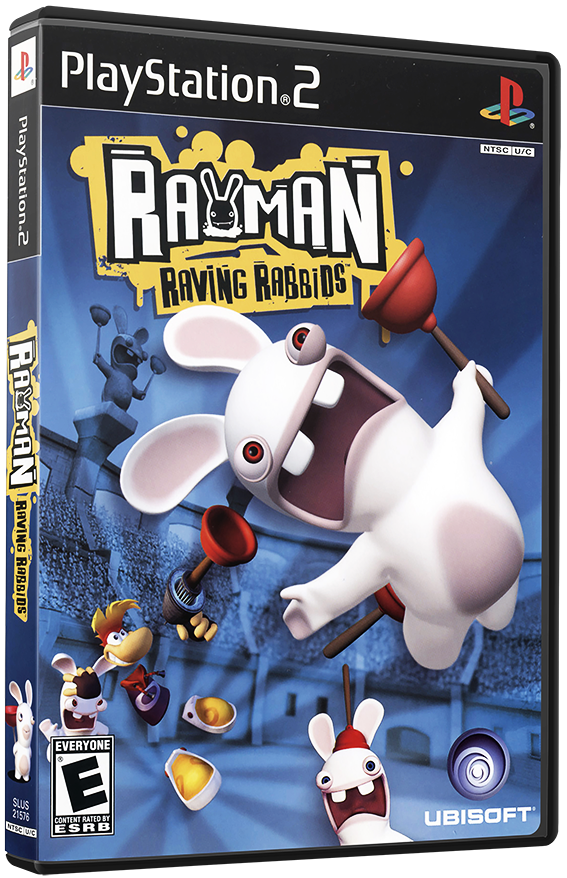 PlayStation®2
NTSC U/C
RAYMAN
RAVING RABBIDS™
EVERYONE
E
CONTENT RATED BY
ESRB
UBISOFT®
PlayStation®2
RAYMAN
RAVING RABBIDS
SLUS
21576
NTSC U/C